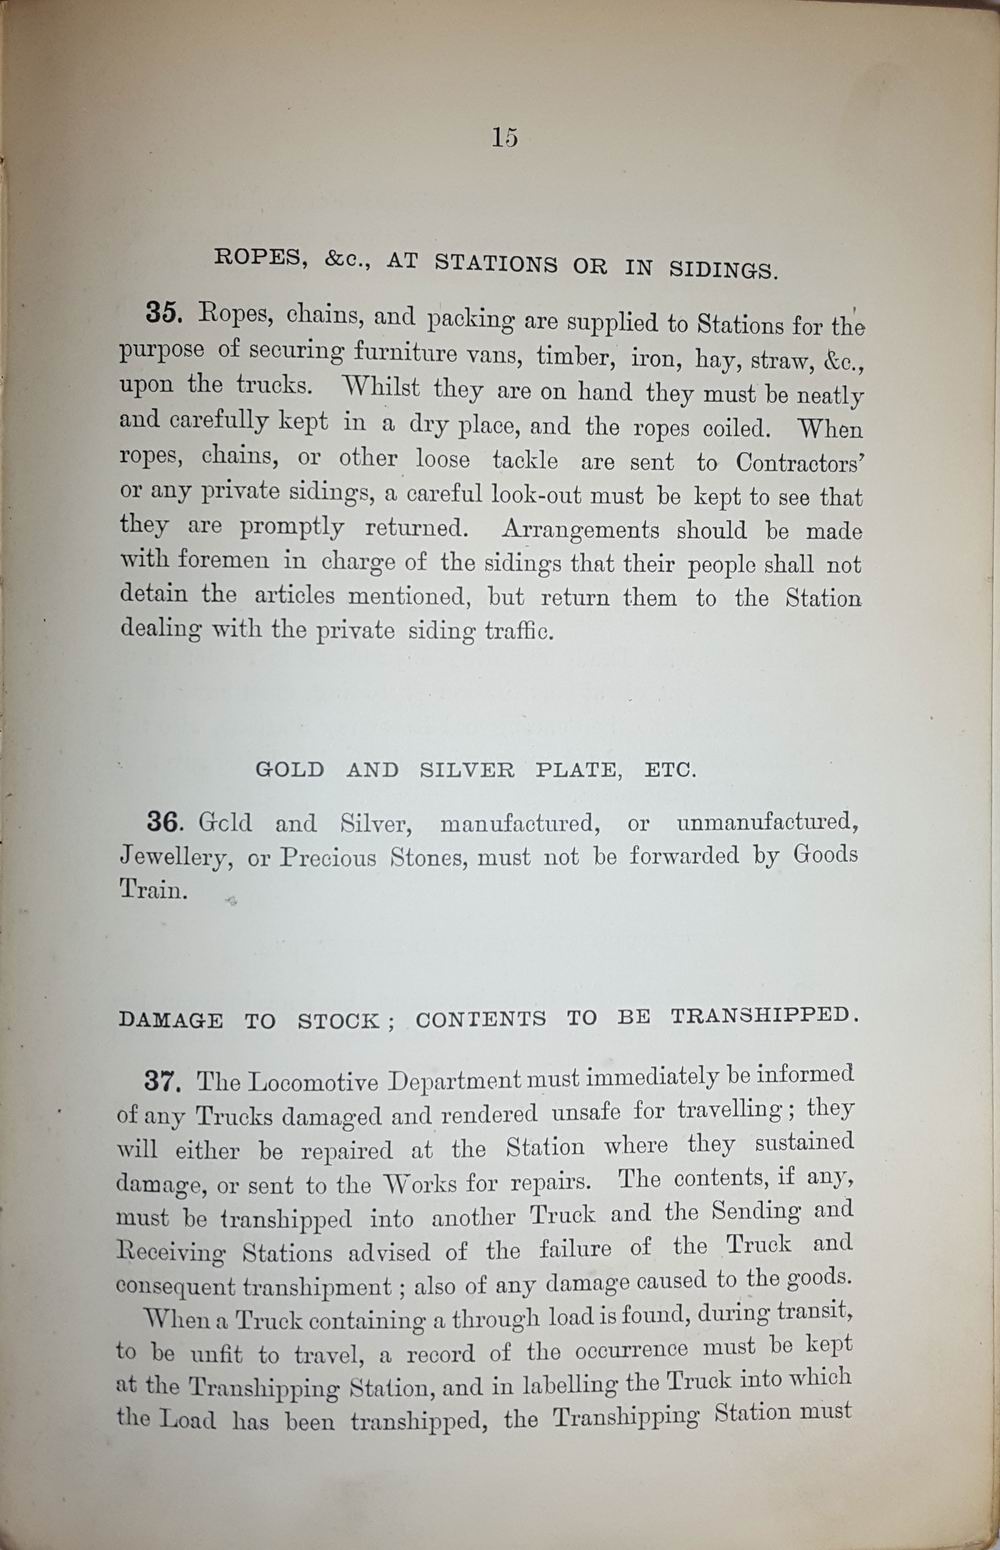 15
ROPES, &c., AT STATIONS OR IN SIDINGS.
35. Ropes, chains, and packing are supplied to Stations for the
purpose of securing furniture vans, timber, iron, hay, straw, &c.,
upon the trucks. Whilst they are on hand they must be neatly
and carefully kept in a dry place, and the ropes coiled. When
ropes, chains, or other loose tackle are sent to Contractors’
or any private sidings, a careful look-out must be kept to see that
they are promptly returned. Arrangements should be made
with foremen in charge of the sidings that their people shall not
detain the articles mentioned, but return them to the Station
dealing with the private siding traffic.
GOLD AND SILVER PLATE, ETC.
36. Gold and Silver, manufactured, or unmanufactured,
Jewellery, or Precious Stones, must not be forwarded by Goods
Train.
DAMAGE TO STOCK; CONTENTS TO BE TRANSHIPPED.
37. The Locomotive Department must immediately be informed
of any Trucks damaged and rendered unsafe for travelling; they
will either be repaired at the Station where they sustained
damage, or sent to the Works for repairs. The contents, if any,
must be transhipped into another Truck and the Sending and
Receiving Stations advised of the failure of the Truck and
consequent transhipment; also of any damage caused to the goods.
When a Truck containing a through load is found, during transit,
to be unfit to travel, a record of the occurrence must be kept
at the Transhipping Station, and in labelling the Truck into which
the Load has been transhipped, the Transhipping Station must